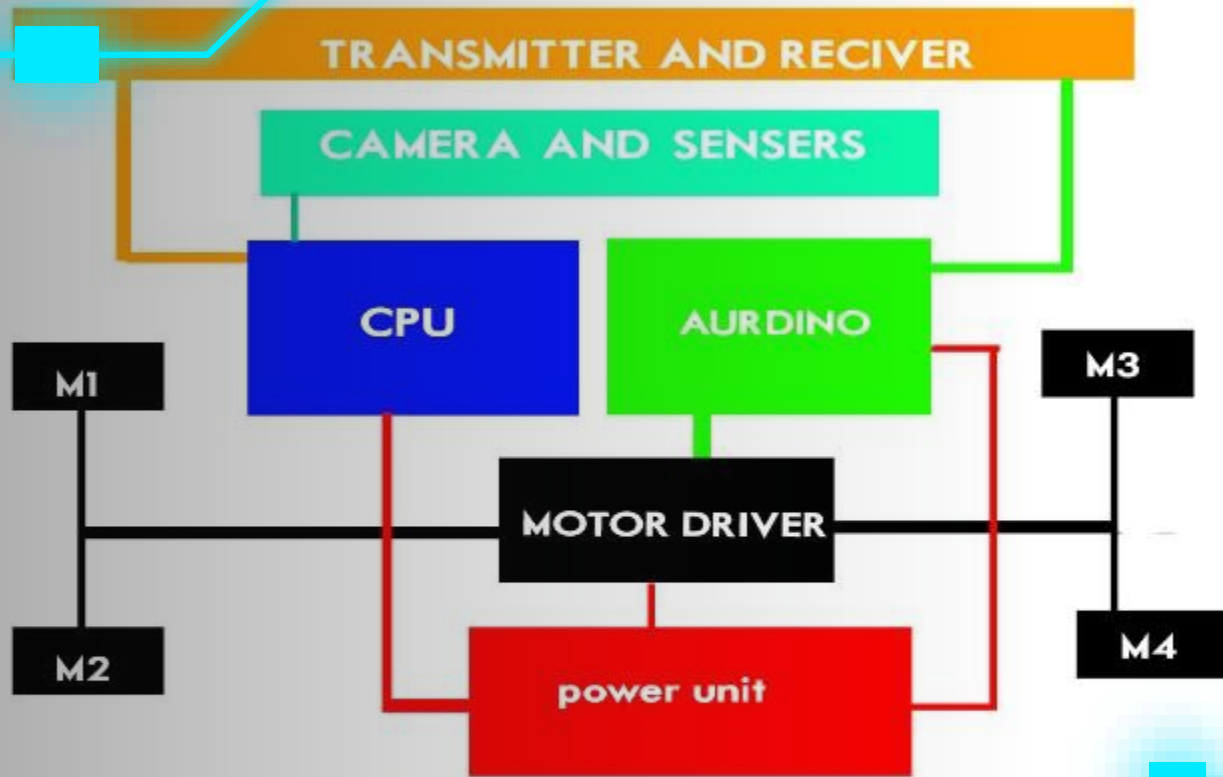 TRANSMITTER AND RECIVER
CAMERA AND SENSERS
CPU
AURDINO
M1
M3
MOTOR DRIVER
M2
M4
power unit